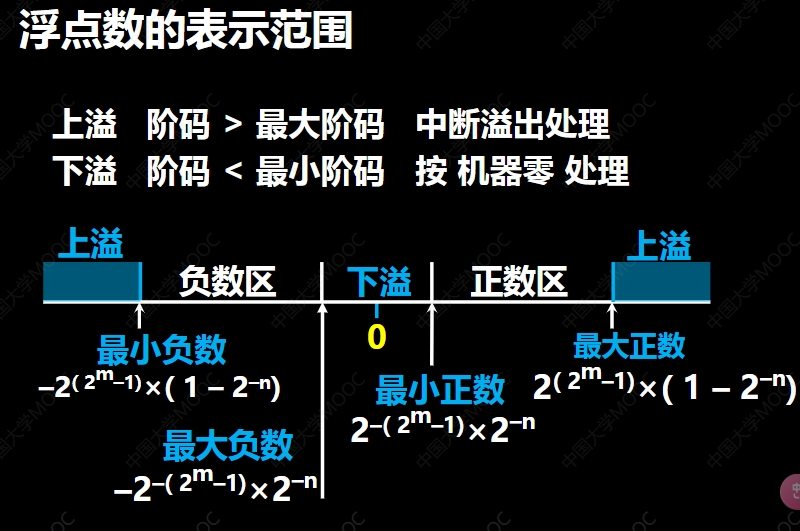 浮点数的表示范围
上溢 阶码 > 最大阶码 中断溢出处理
下溢 阶码 < 最小阶码 按 机器零 处理
上溢 负数区 下溢 正数区 上溢
0
最小负数 最大正数
−2^( 2^m−1)×( 1 − 2^−n) 2^( 2^m−1)×( 1 − 2^−n)
最小正数
2^−( 2^m−1)×2^−n
最大负数
−2^−( 2^m−1)×2^−n
中国大学MOOC